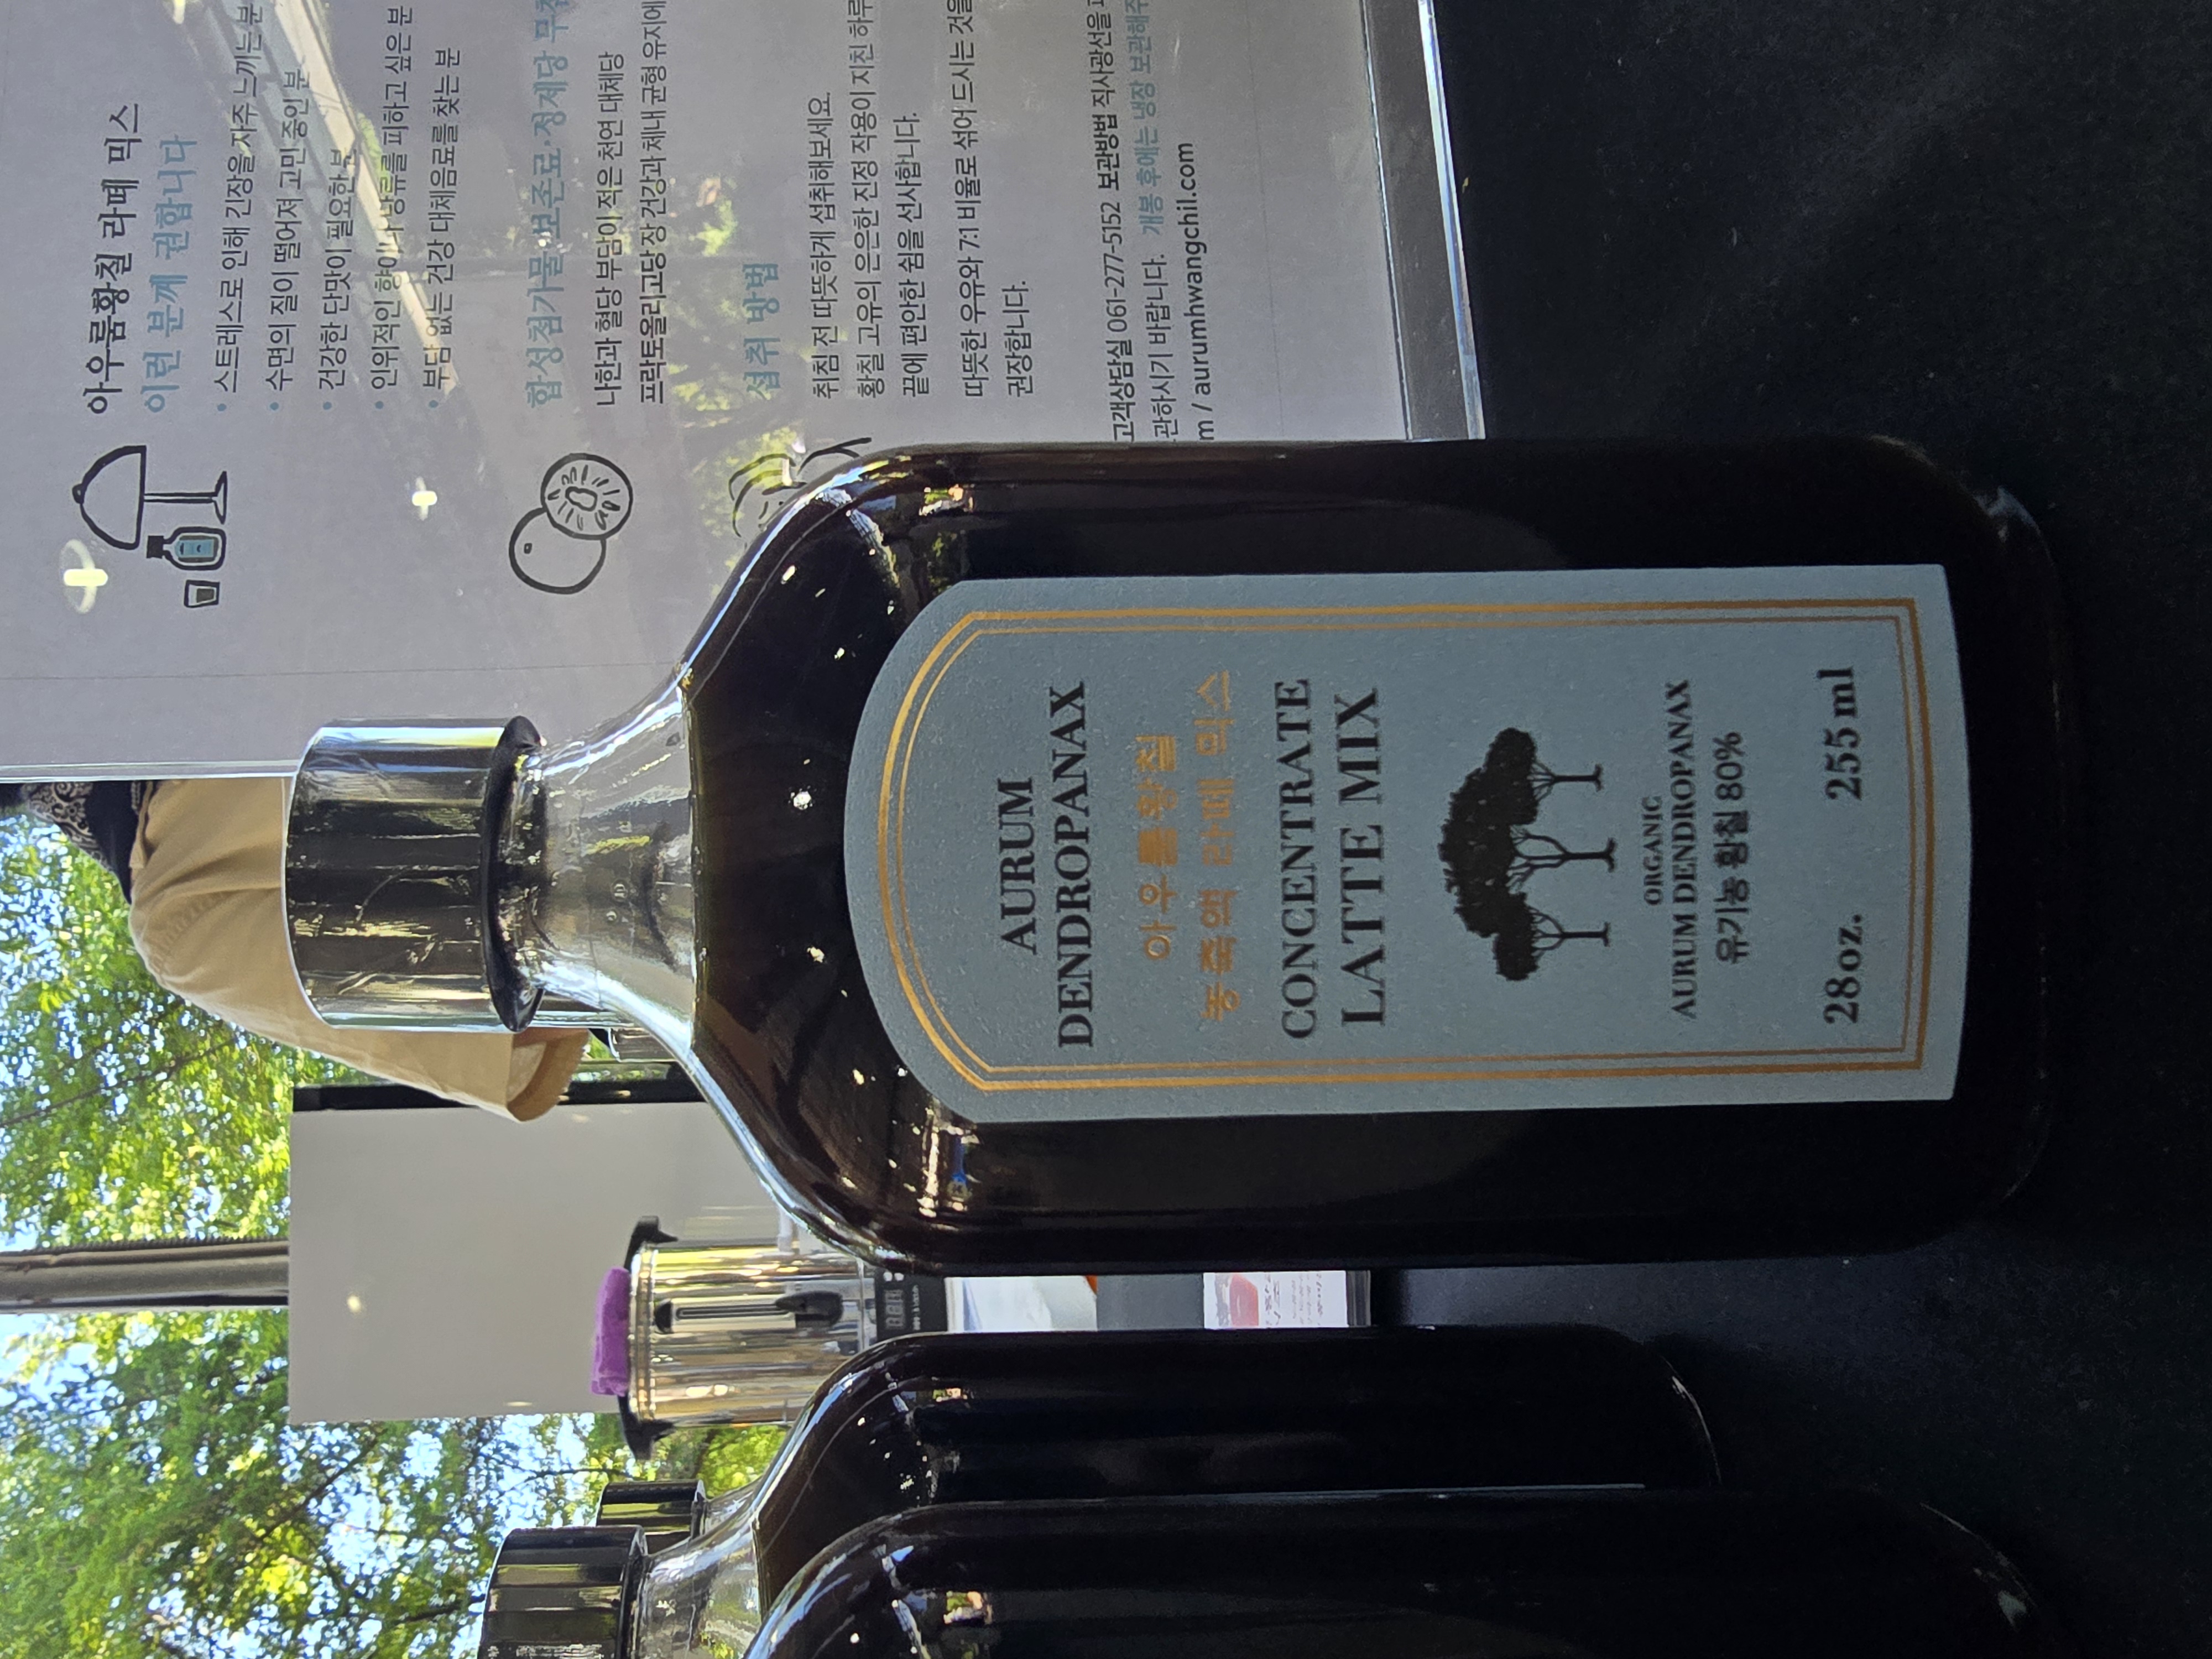 AURUM
DENDROPANAX
아우룸황칠
농축액 라떼 믹스
CONCENTRATE
LATTE MIX
ORGANIC
AURUM DENDROPANAX
유기농 황칠 80%
28oz. 255 ml
아우룸황칠 라떼 믹스
이런 분께 권합니다
• 스트레스로 인해 긴장을 자주 느끼는 분
• 수면의 질이 떨어져 고민 중인 분
• 건강한 단맛이 필요한 분
• 인위적인 향이나 당류를 피하고 싶은 분
• 부담 없는 건강 대체음료를 찾는 분
합성첨가물·보존료·정제당
나한과 혈당 부담이 적은 천연 대체당
프락토올리고당 장 건강과 체내 균형 유지에
섭취 방법
취침 전 따뜻하게 섭취해보세요.
황칠 고유의 은은한 진정 작용이 지친 하루
끝에 편안한 쉼을 선사합니다.
따뜻한 우유와 7:1 비율로 섞어 드시는 것을
권장합니다.
고객상담실 061-277-5152 보관방법 직사광선을
관하시기 바랍니다. 개봉 후에는 냉장 보관해주
m / aurumhwangchil.com